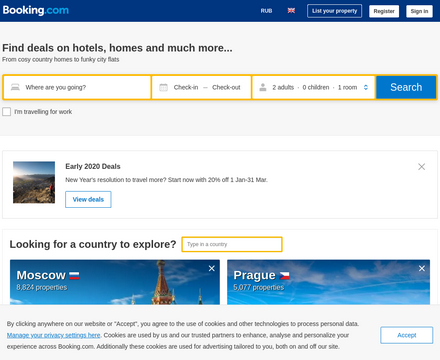 Booking.com
RUB
List your property
Register
Sign in
Find deals on hotels, homes and much more...
From cosy country homes to funky city flats
Where are you going?
Check-in — Check-out
2 adults · 0 children · 1 room
Search
I'm travelling for work
Early 2020 Deals
New Year's resolution to travel more? Start now with 20% off 1 Jan-31 Mar.
View deals
Looking for a country to explore?
Type in a country
Moscow
8,824 properties
Prague
5,077 properties
By clicking anywhere on our website or "Accept", you agree to the use of cookies and other technologies to process personal data.
Manage your privacy settings here. Cookies are used by us and our trusted partners to enhance, analyse and personalize your
experience across Booking.com. Additionally these cookies are used for advertising tailored to you, both on and off our site.
Accept